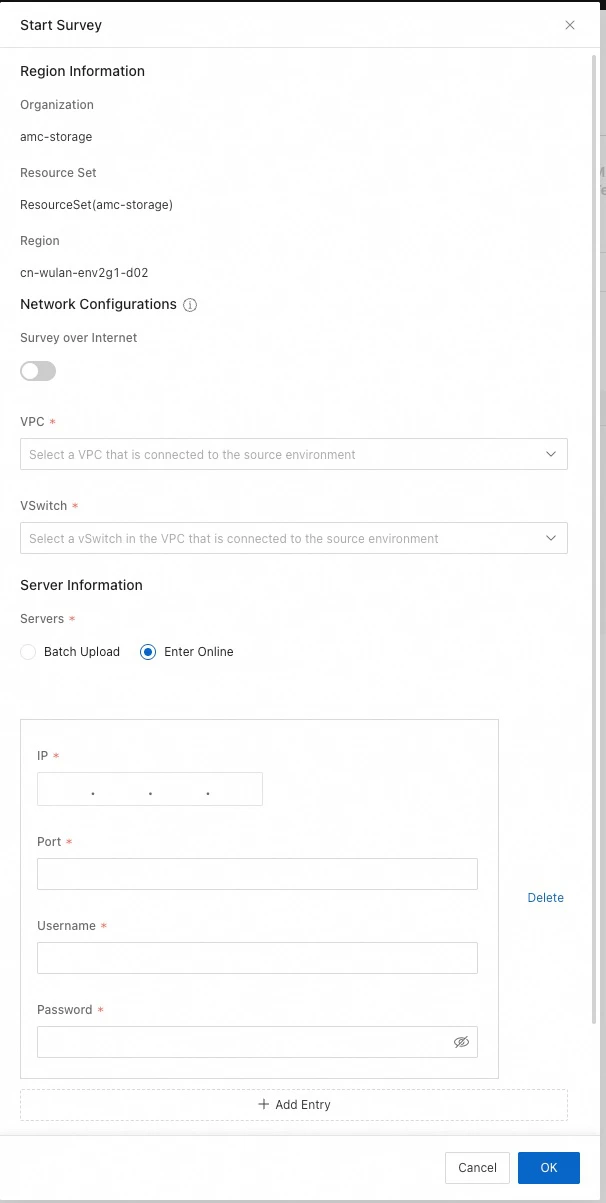 Start Survey
Region Information
Organization
amc-storage
Resource Set
ResourceSet(amc-storage)
Region
cn-wulan-env2g1-d02
Network Configurations
Survey over Internet
VPC *
Select a VPC that is connected to the source environment
VSwitch *
Select a vSwitch in the VPC that is connected to the source environment
Server Information
Servers *
Batch Upload Enter Online
IP *
. . .
Port *
Delete
Username *
Password *
+ Add Entry
Cancel OK